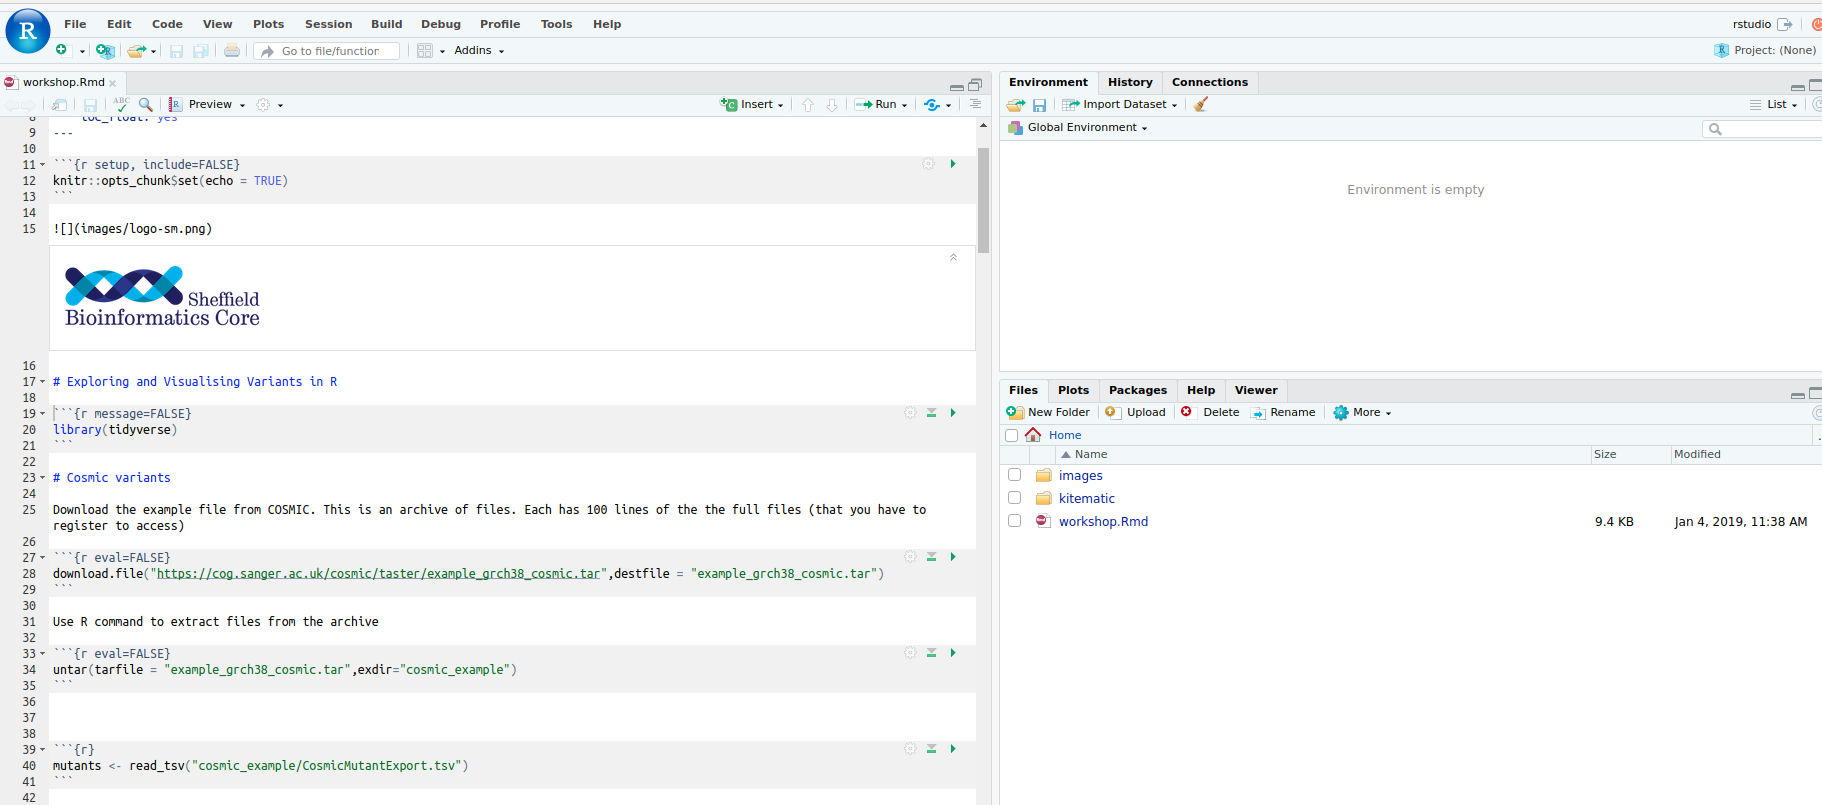 File Edit Code View Plots Session Build Debug Profile Tools Help
rstudio
R
Go to file/function
Addins
Project: (None)
workshop.Rmd
ABC
Preview
Insert
Run
8 toc_float: yes
9 ---
10
11 ```{r setup, include=FALSE}
12 knitr::opts_chunk$set(echo = TRUE)
13 ```
14
15 ![](images/logo-sm.png)
Sheffield
Bioinformatics Core
16
17 # Exploring and Visualising Variants in R
18
19 ```{r message=FALSE}
20 library(tidyverse)
21 ```
22
23 # Cosmic variants
24
25 Download the example file from COSMIC. This is an archive of files. Each has 100 lines of the the full files (that you have to
register to access)
26
27 ```{r eval=FALSE}
28 download.file("https://cog.sanger.ac.uk/cosmic/taster/example_grch38_cosmic.tar",destfile = "example_grch38_cosmic.tar")
29 ```
30
31 Use R command to extract files from the archive
32
33 ```{r eval=FALSE}
34 untar(tarfile = "example_grch38_cosmic.tar",exdir="cosmic_example")
35 ```
36
37
38
39 ```{r}
40 mutants <- read_tsv("cosmic_example/CosmicMutantExport.tsv")
41 ```
42
Environment History Connections
Import Dataset
List
Global Environment
Environment is empty
Files Plots Packages Help Viewer
New Folder Upload Delete Rename More
Home
Name Size Modified
images
kitematic
workshop.Rmd 9.4 KB Jan 4, 2019, 11:38 AM